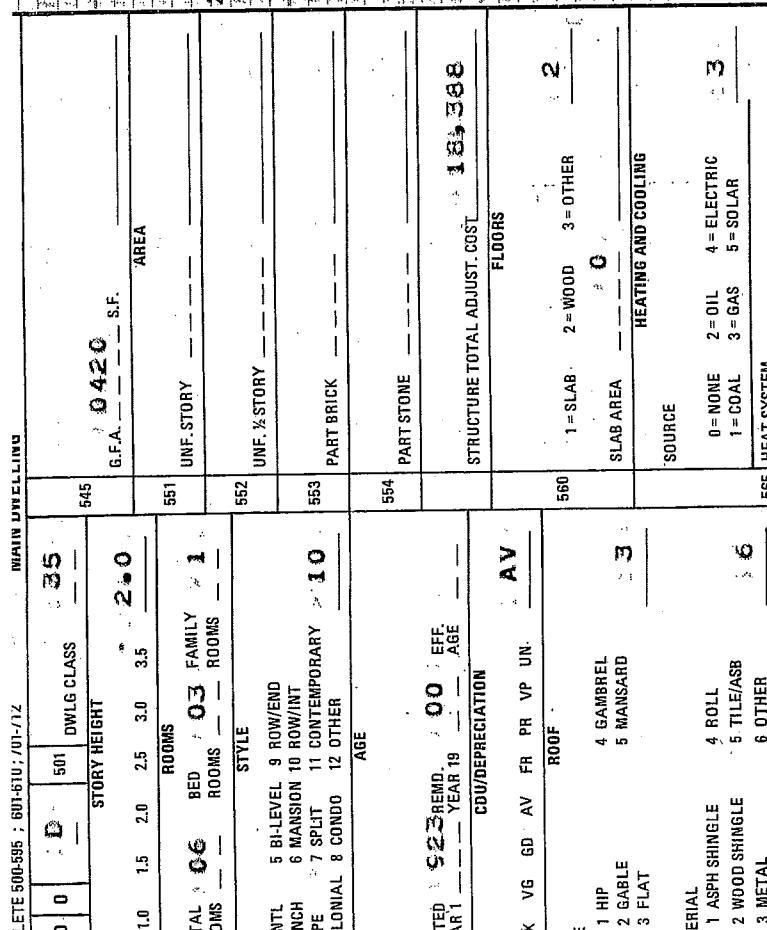 LETE 500-595 ; 601-610 ; 701-712 MAIN DWELLING
D 0 D 501 DWLG CLASS 35
STORY HEIGHT
1.0 1.5 2.0 2.5 3.0 3.5 2.0
ROOMS
TAL 06 BED 03 FAMILY 1
OMS ROOMS ROOMS
STYLE
NTL 5 BI-LEVEL 9 ROW/END
NCH 6 MANSION 10 ROW/INT
PE 7 SPLIT 11 CONTEMPORARY 10
LONIAL 8 CONDO 12 OTHER
AGE
TED 923 REMD. 00 EFF.
AR 1 YEAR 19 AGE
CDU/DEPRECIATION
X VG GD AV FR PR VP UN. AV
ROOF
E
1 HIP 4 GAMBREL
2 GABLE 5 MANSARD
3 FLAT 3
ERIAL
1 ASPH SHINGLE 4 ROLL
2 WOOD SHINGLE 5 TILE/ASB
3 METAL 6 OTHER 6
545 G.F.A. 0420 S.F.
AREA
551 UNF. STORY
552 UNF. ½ STORY
553 PART BRICK
554 PART STONE
STRUCTURE TOTAL ADJUST. COST 18,388
FLOORS
560 1 = SLAB 2 = WOOD 3 = OTHER 2
SLAB AREA 0
HEATING AND COOLING
SOURCE
0 = NONE 2 = OIL 4 = ELECTRIC
1 = COAL 3 = GAS 5 = SOLAR 3
565 HEAT SYSTEM